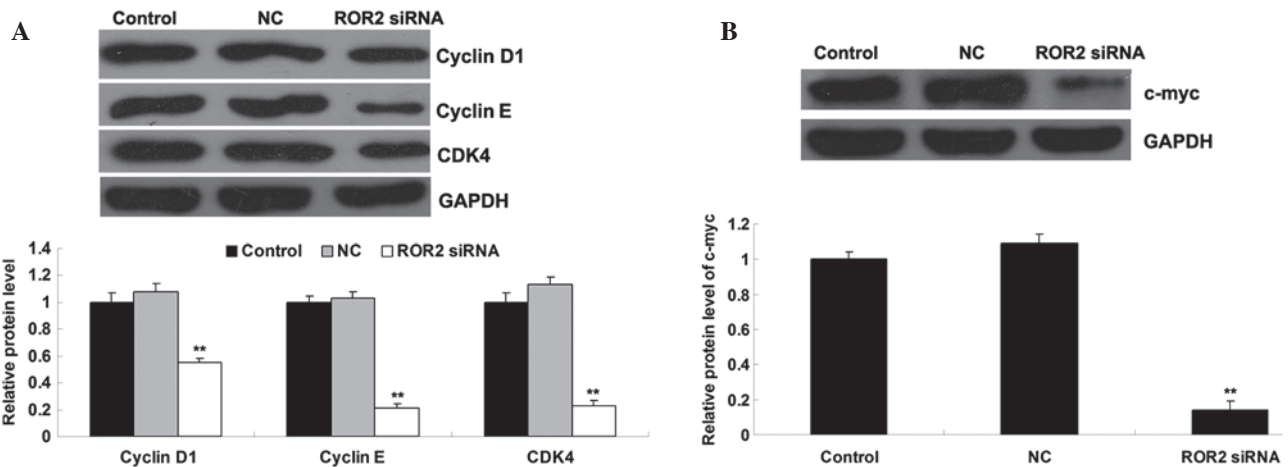 A
Control NC ROR2 siRNA
Cyclin D1
Cyclin E
CDK4
GAPDH
Relative protein level
1.4
1.2
1
0.8
0.6
0.4
0.2
0
Control NC ROR2 siRNA
**
**
**
Cyclin D1 Cyclin E CDK4
B
Control NC ROR2 siRNA
c-myc
GAPDH
Relative protein level of c-myc
1.2
1
0.8
0.6
0.4
0.2
0
**
Control NC ROR2 siRNA